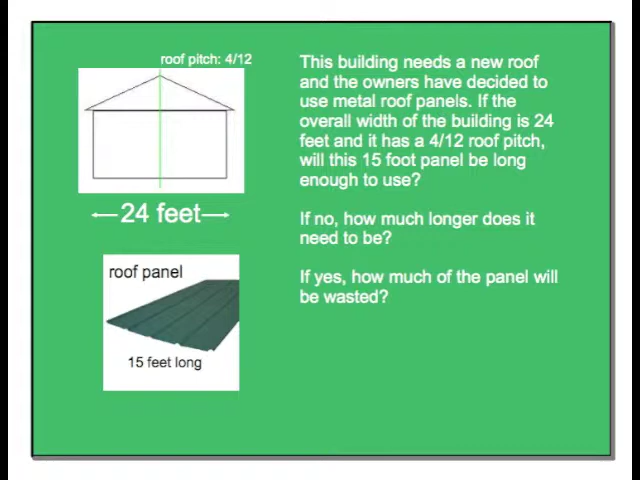 roof pitch: 4/12
This building needs a new roof
and the owners have decided to
use metal roof panels. If the
overall width of the building is 24
feet and it has a 4/12 roof pitch,
will this 15 foot panel be long
enough to use?
If no, how much longer does it
need to be?
If yes, how much of the panel will
be wasted?
24 feet
roof panel
15 feet long